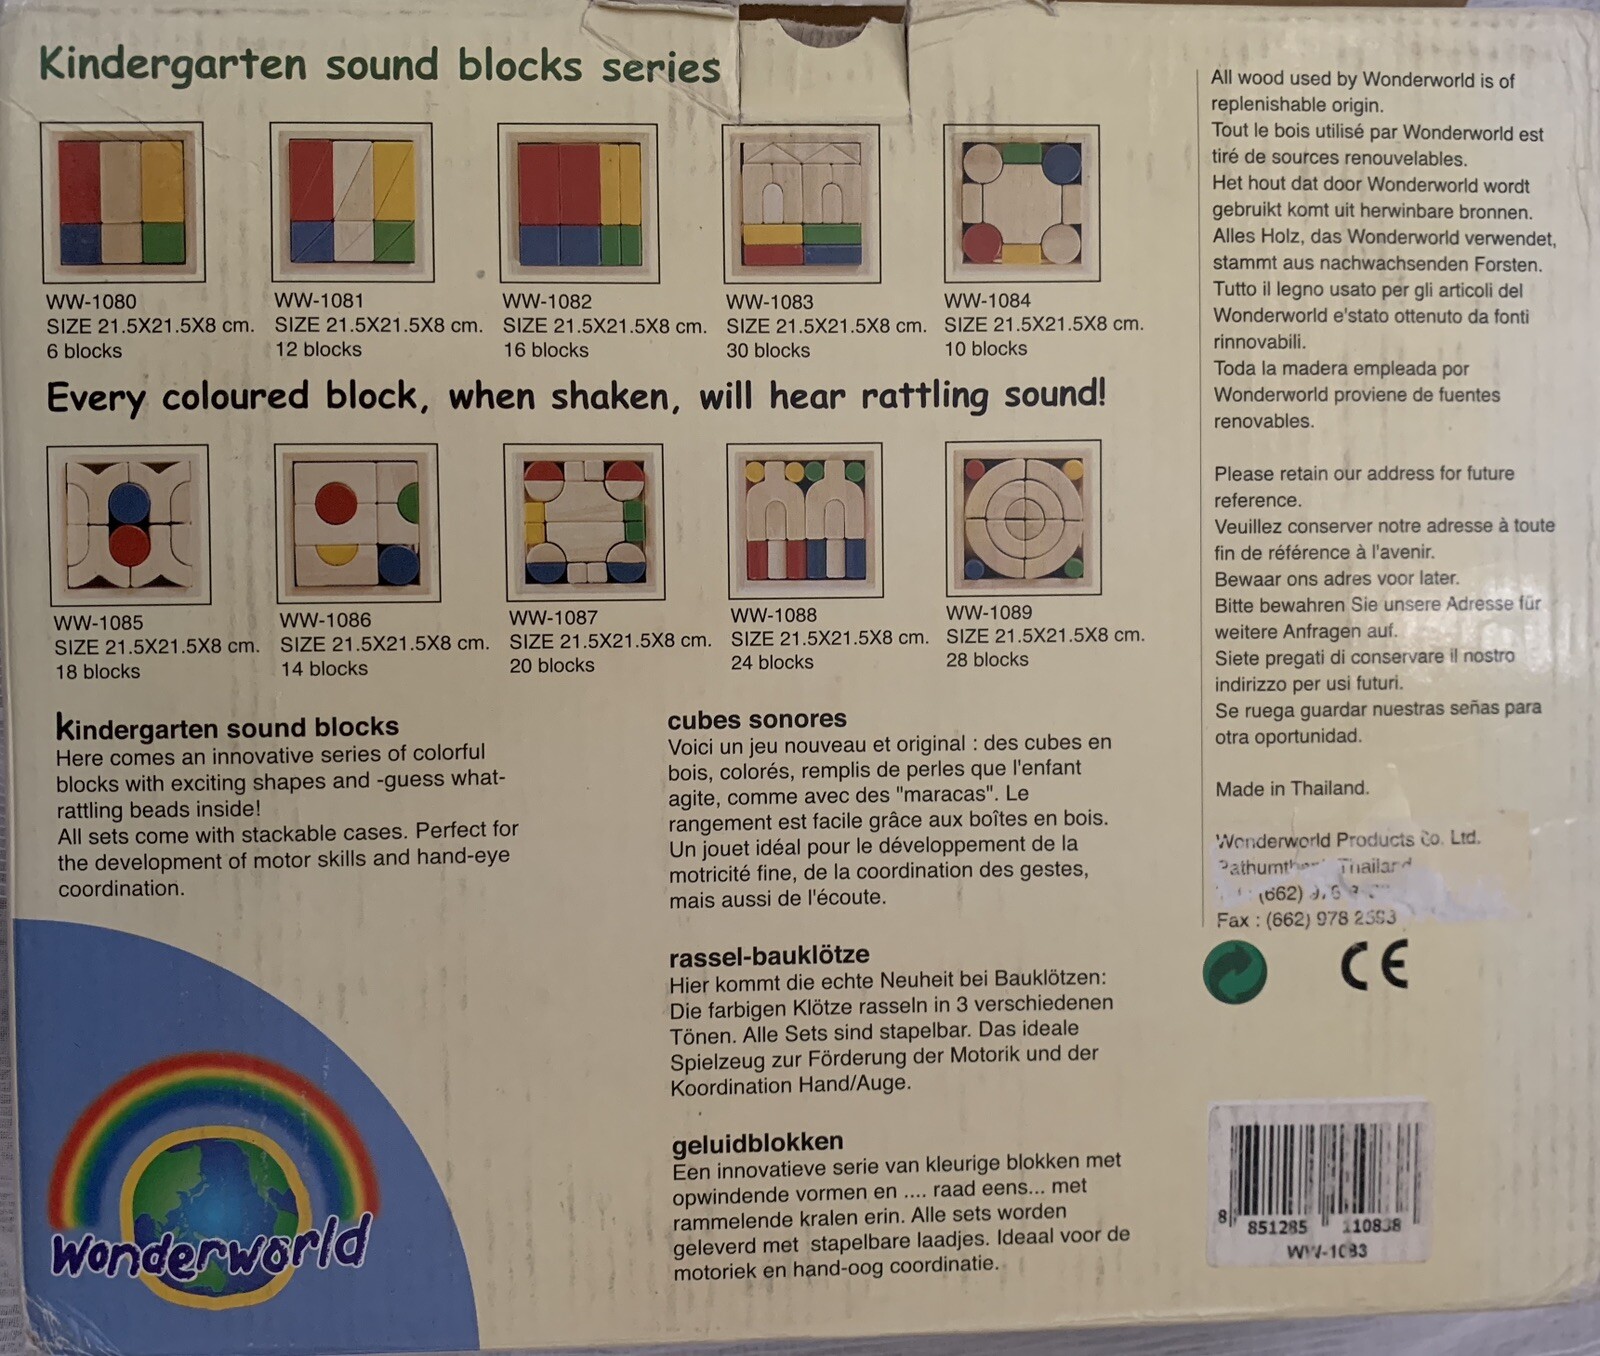 Kindergarten sound blocks series
WW-1080
SIZE 21.5X21.5X8 cm.
6 blocks
WW-1081
SIZE 21.5X21.5X8 cm.
12 blocks
WW-1082
SIZE 21.5X21.5X8 cm.
16 blocks
WW-1083
SIZE 21.5X21.5X8 cm.
30 blocks
WW-1084
SIZE 21.5X21.5X8 cm.
10 blocks
Every coloured block, when shaken, will hear rattling sound!
WW-1085
SIZE 21.5X21.5X8 cm.
18 blocks
WW-1086
SIZE 21.5X21.5X8 cm.
14 blocks
WW-1087
SIZE 21.5X21.5X8 cm.
20 blocks
WW-1088
SIZE 21.5X21.5X8 cm.
24 blocks
WW-1089
SIZE 21.5X21.5X8 cm.
28 blocks
kindergarten sound blocks
Here comes an innovative series of colorful
blocks with exciting shapes and -guess what-
rattling beads inside!
All sets come with stackable cases. Perfect for
the development of motor skills and hand-eye
coordination.
cubes sonores
Voici un jeu nouveau et original : des cubes en
bois, colorés, remplis de perles que l'enfant
agite, comme avec des "maracas". Le
rangement est facile grâce aux boîtes en bois.
Un jouet idéal pour le développement de la
motricité fine, de la coordination des gestes,
mais aussi de l'écoute.
rassel-bauklötze
Hier kommt die echte Neuheit bei Bauklötzen:
Die farbigen Klötze rasseln in 3 verschiedenen
Tönen. Alle Sets sind stapelbar. Das ideale
Spielzeug zur Förderung der Motorik und der
Koordination Hand/Auge.
geluidblokken
Een innovatieve serie van kleurige blokken met
opwindende vormen en .... raad eens... met
rammelende kralen erin. Alle sets worden
geleverd met stapelbare laadjes. Ideaal voor de
motoriek en hand-oog coordinatie.
Wonderworld
All wood used by Wonderworld is of
replenishable origin.
Tout le bois utilisé par Wonderworld est
tiré de sources renouvelables.
Het hout dat door Wonderworld wordt
gebruikt komt uit herwinbare bronnen.
Alles Holz, das Wonderworld verwendet,
stammt aus nachwachsenden Forsten.
Tutto il legno usato per gli articoli del
Wonderworld e'stato ottenuto da fonti
rinnovabili.
Toda la madera empleada por
Wonderworld proviene de fuentes
renovables.
Please retain our address for future
reference.
Veuillez conserver notre adresse à toute
fin de référence à l'avenir.
Bewaar ons adres voor later.
Bitte bewahren Sie unsere Adresse für
weitere Anfragen auf.
Siete pregati di conservare il nostro
indirizzo per usi futuri.
Se ruega guardar nuestras señas para
otra oportunidad.
Made in Thailand.
Wonderworld Products Co. Ltd.
Thailand
(662)
Fax : (662) 978
CE
8 851285 110838
WW-1083